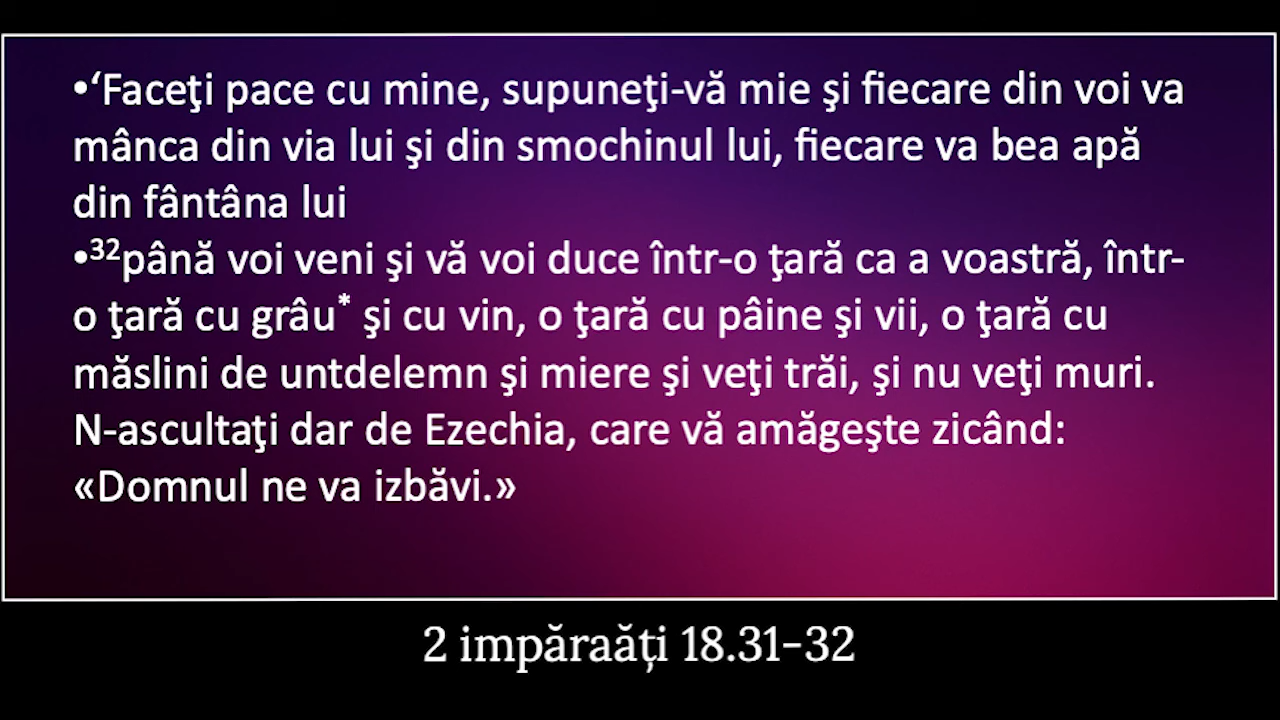 •‘Faceţi pace cu mine, supuneţi-vă mie şi fiecare din voi va
mânca din via lui şi din smochinul lui, fiecare va bea apă
din fântâna lui
•³²până voi veni şi vă voi duce într-o ţară ca a voastră, într-
o ţară cu grâu* şi cu vin, o ţară cu pâine şi vii, o ţară cu
măslini de untdelemn şi miere şi veţi trăi, şi nu veţi muri.
N-ascultaţi dar de Ezechia, care vă amăgeşte zicând:
«Domnul ne va izbăvi.»
2 impăraăți 18.31-32